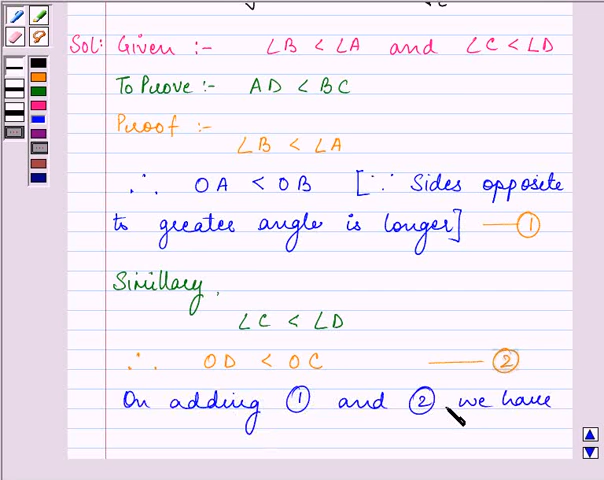 Sol: Given :- ∠B < ∠A and ∠C < ∠D
To Prove :- AD < BC
Proof :-
∠B < ∠A
∴ OA < OB [∵ Sides opposite
to greater angle is longer] — ①
Simillary,
∠C < ∠D
∴ OD < OC — ②
On adding ① and ② we have